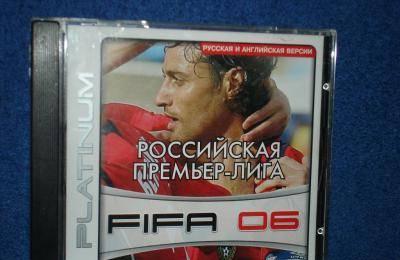 РУССКАЯ И АНГЛИЙСКАЯ ВЕРСИИ
PLATINUM
РОССИЙСКАЯ
ПРЕМЬЕР-ЛИГА
FIFA 06